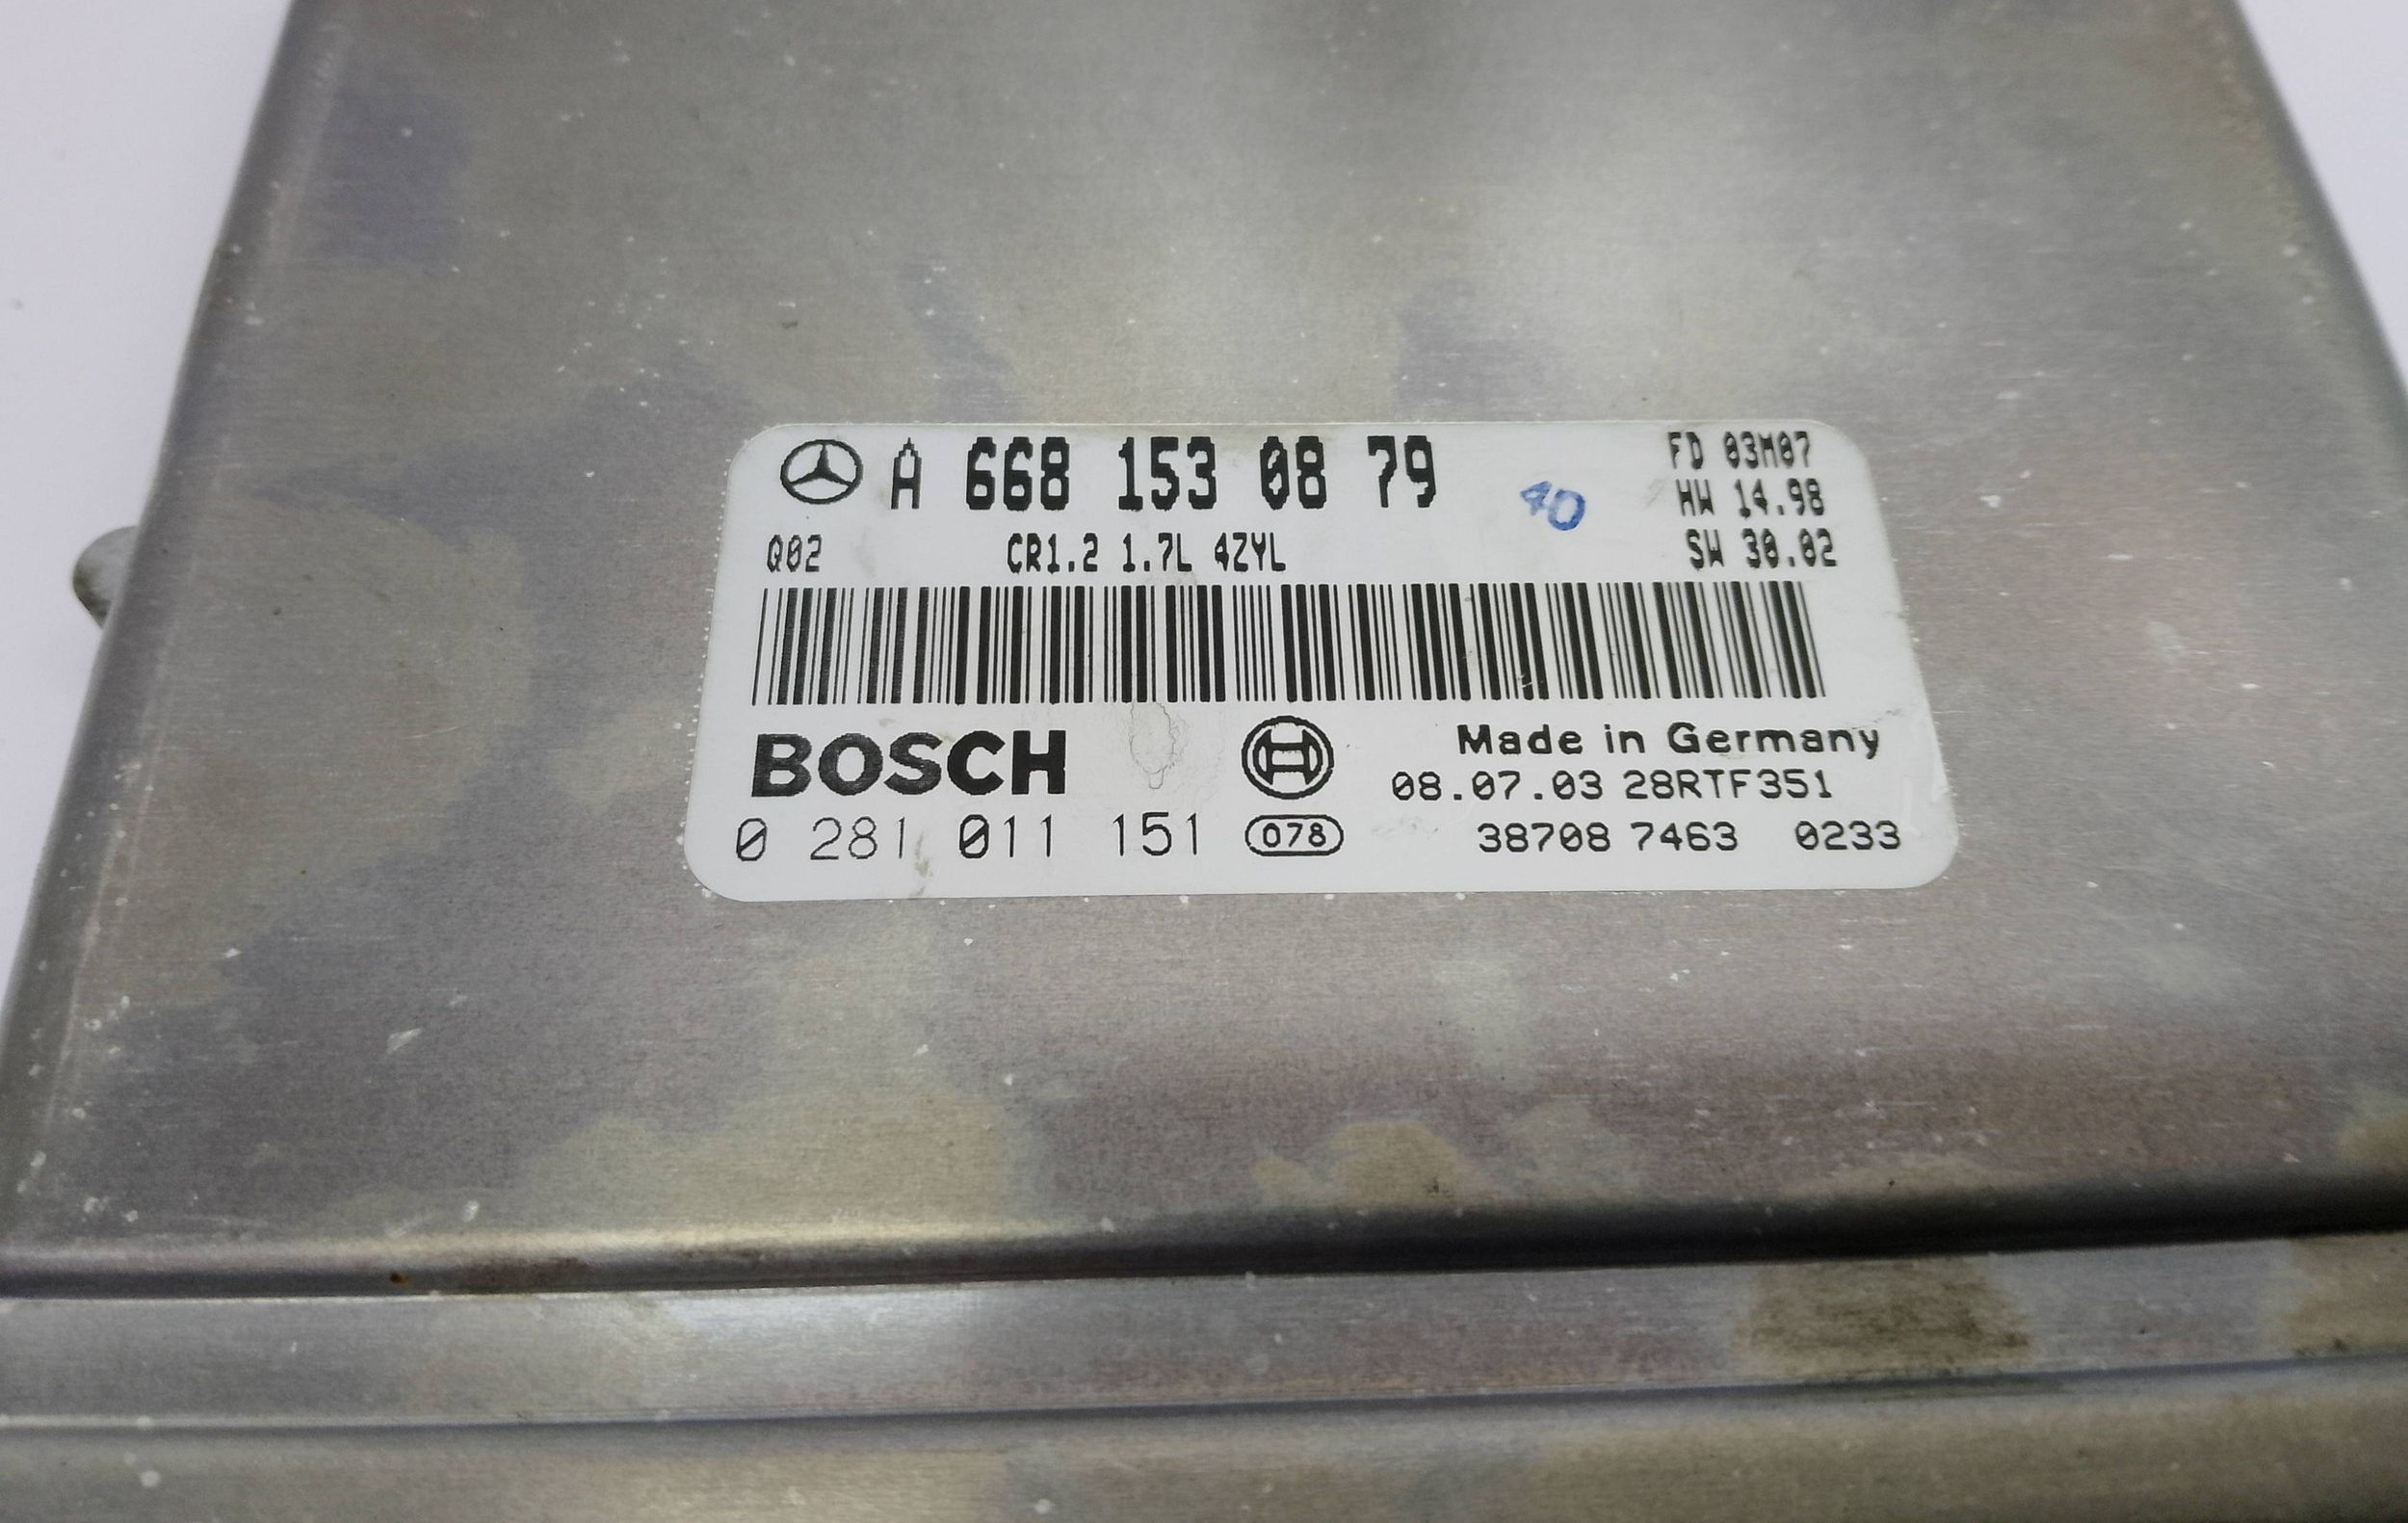 A 668 153 08 79
40
FD 03M07
HW 14.98
Q02 CR1.2 1.7L 4ZYL SW 30.02
BOSCH
Made in Germany
08.07.03 28RTF351
0 281 011 151 078 38708 7463 0233